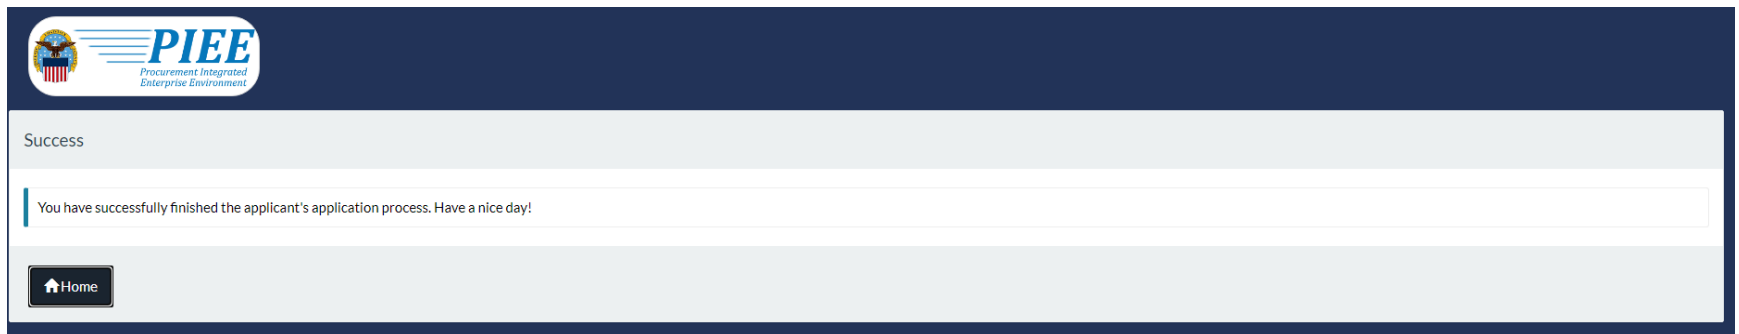 PIEE
Procurement Integrated
Enterprise Environment
Success
You have successfully finished the applicant's application process. Have a nice day!
Home